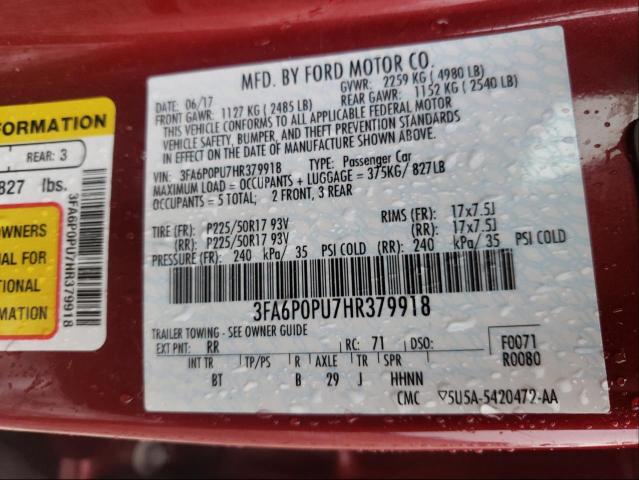 MFD. BY FORD MOTOR CO.
DATE: 06/17
GVWR: 2259 KG ( 4980 LB)
FRONT GAWR: 1127 KG ( 2485 LB)
REAR GAWR: 1152 KG ( 2540 LB)
THIS VEHICLE CONFORMS TO ALL APPLICABLE FEDERAL MOTOR
VEHICLE SAFETY, BUMPER, AND THEFT PREVENTION STANDARDS
IN EFFECT ON THE DATE OF MANUFACTURE SHOWN ABOVE.
VIN: 3FA6P0PU7HR379918
TYPE: Passenger Car
MAXIMUM LOAD = OCCUPANTS + LUGGAGE = 375KG/ 827LB
OCCUPANTS = 5 TOTAL; 2 FRONT, 3 REAR
TIRE (FR): P225/50R17 93V RIMS (FR): 17x7.5J
(RR): P225/50R17 93V (RR): 17x7.5J
PRESSURE (FR): 240 kPa/ 35 PSI COLD (RR): 240 kPa/ 35 PSI COLD
3FA6P0PU7HR379918
TRAILER TOWING - SEE OWNER GUIDE
EXT PNT: RR RC: 71 DSO: F0071
R0080
INT TR TP/PS R AXLE TR SPR
BT B 29 J HHNN
CMC 5U5A-5420472-AA
FORMATION
REAR: 3
827 lbs.
OWNERS
UAL FOR
MATION
3FA6P0PU7HR379918